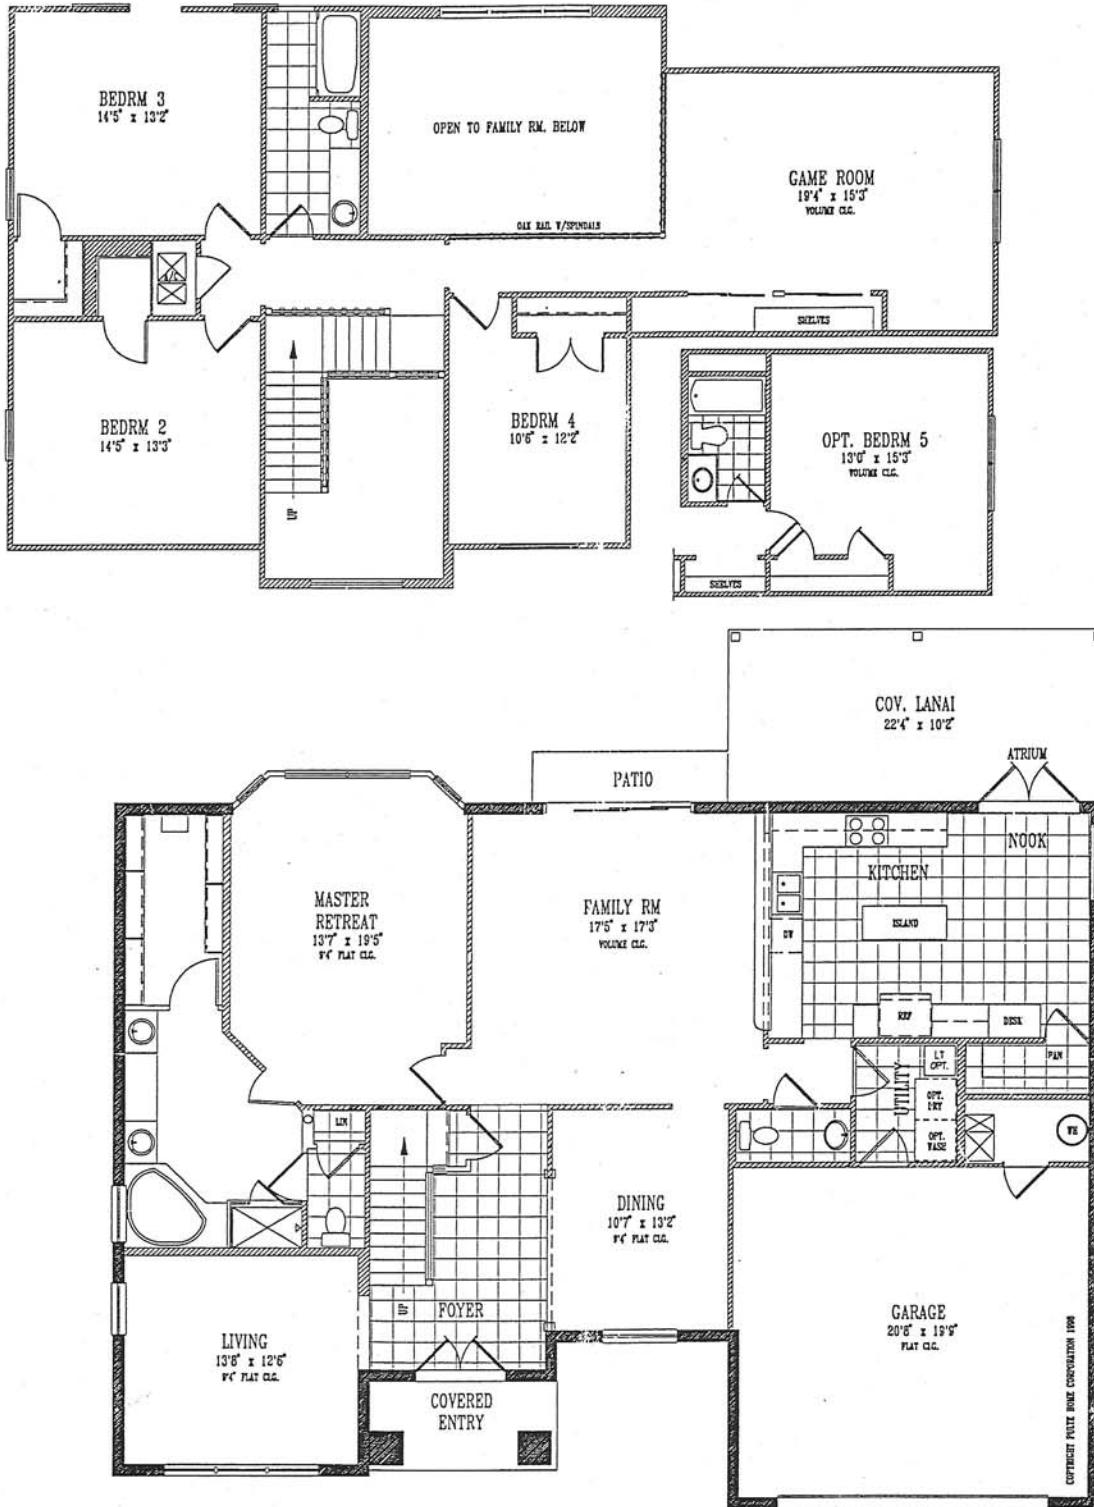 BEDRM 3
14'5" x 13'2"
OPEN TO FAMILY RM. BELOW
OAK RAIL W/SPINDALS
GAME ROOM
19'4" x 15'3"
VOLUME CLG.
SHELVES
A/C
BEDRM 2
14'5" x 13'3"
UP
BEDRM 4
10'6" x 12'2"
OPT. BEDRM 5
13'0" x 15'3"
VOLUME CLG.
SHELVES
COV. LANAI
22'4" x 10'2"
ATRIUM
PATIO
NOOK
KITCHEN
MASTER
RETREAT
13'7" x 19'5"
9'4" FLAT CLG.
FAMILY RM
17'5" x 17'3"
VOLUME CLG.
ISLAND
DW
REF
DESK
PAN
UTILITY
LT
OPT.
OPT.
DRY
OPT.
WASH
WH
LIN
DINING
10'7" x 13'2"
9'4" FLAT CLG.
UP
FOYER
LIVING
13'8" x 12'6"
9'4" FLAT CLG.
GARAGE
20'8" x 19'9"
FLAT CLG.
COVERED
ENTRY
COPYRIGHT PULTE HOME CORPORATION 1998